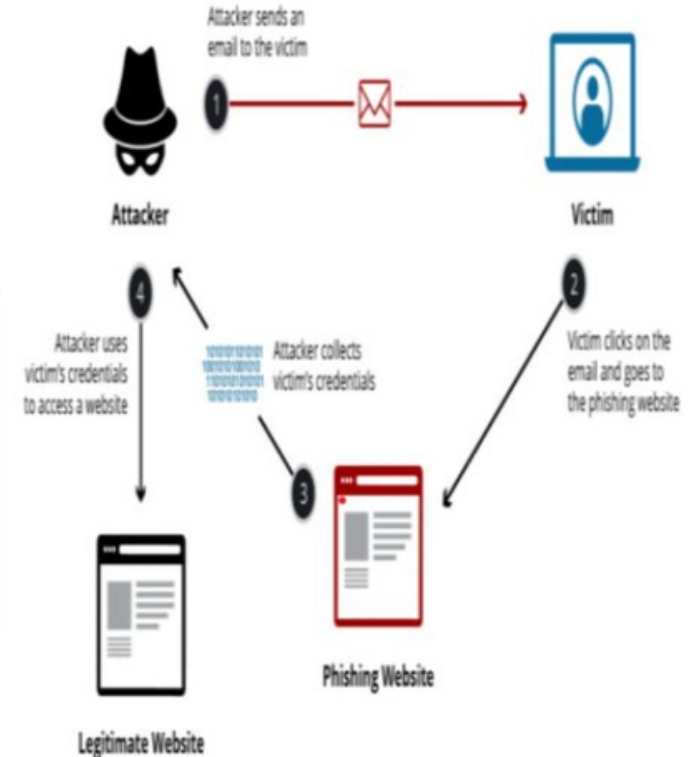 Attacker sends an
email to the victim
1
Attacker
Victim
4
2
Attacker uses
victim's credentials
to access a website
Attacker collects
victim's credentials
Victim clicks on the
email and goes to
the phishing website
3
Phishing Website
Legitimate Website